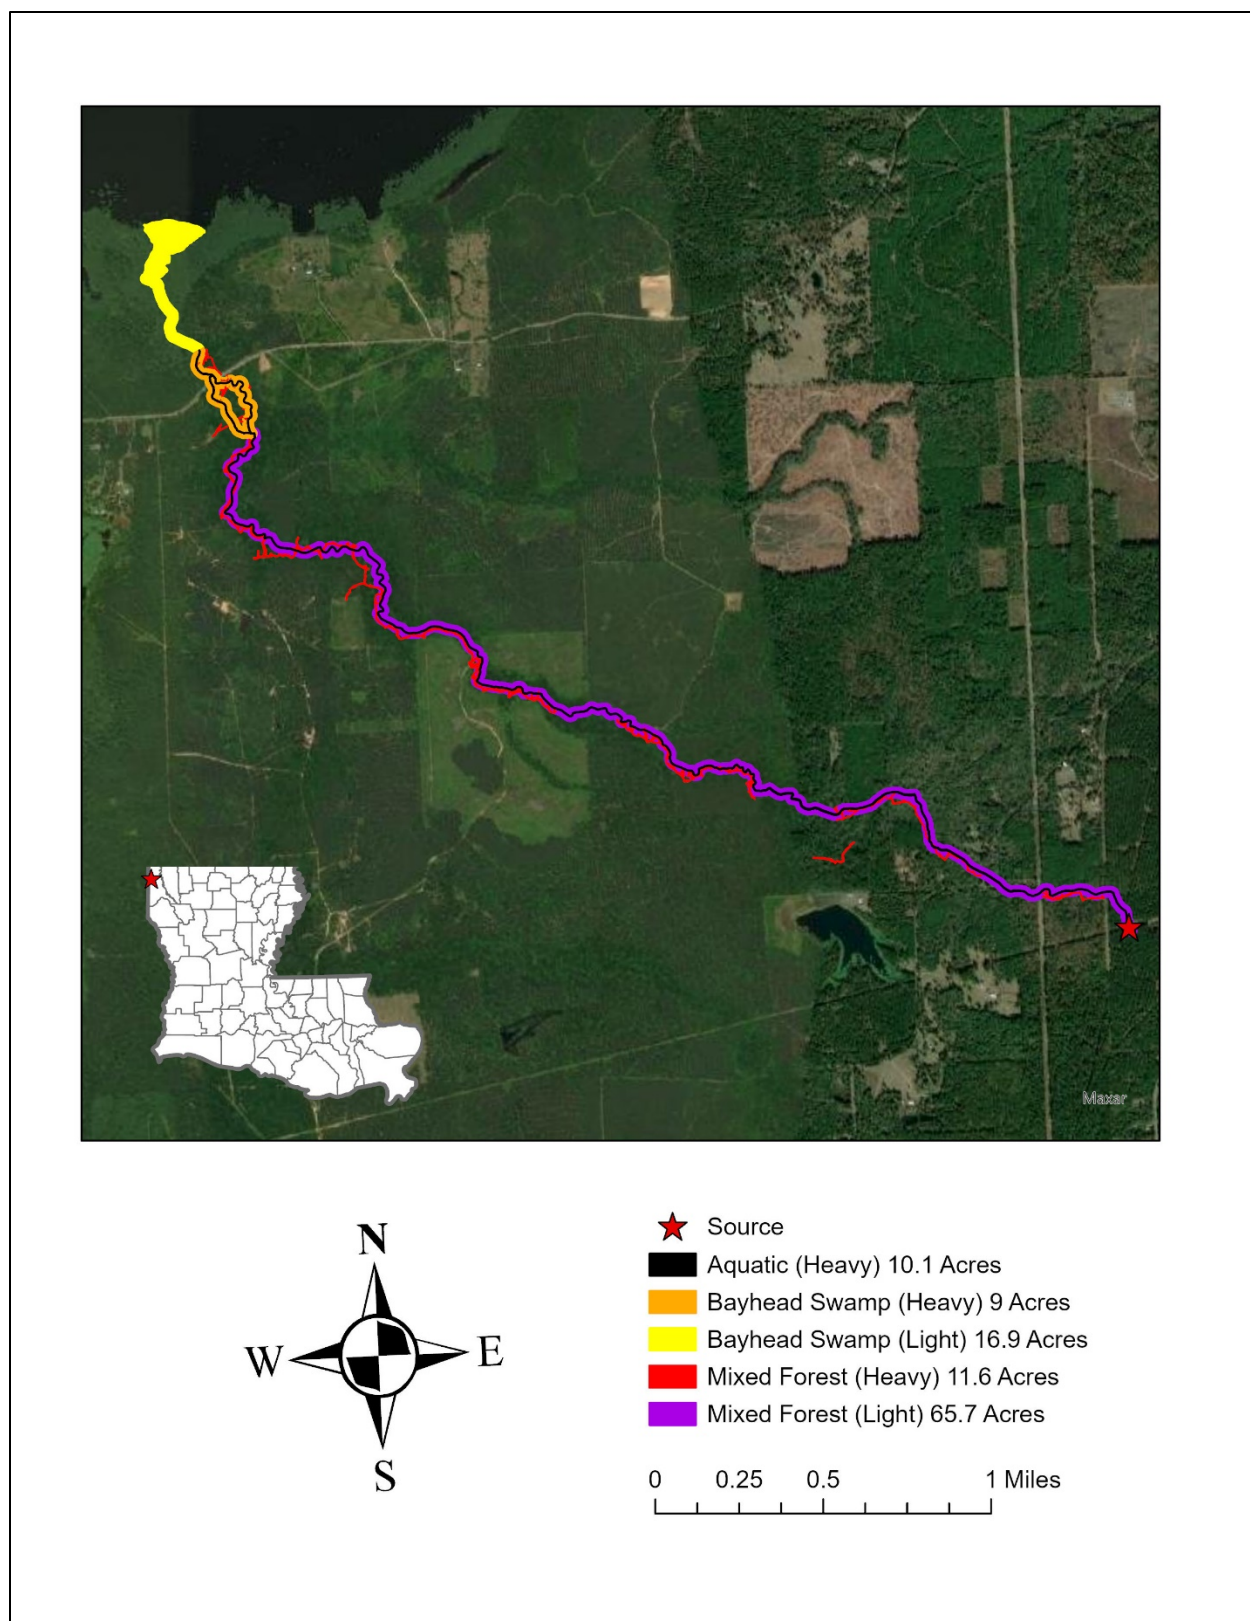 Maxar
N
W
E
S
Source
Aquatic (Heavy) 10.1 Acres
Bayhead Swamp (Heavy) 9 Acres
Bayhead Swamp (Light) 16.9 Acres
Mixed Forest (Heavy) 11.6 Acres
Mixed Forest (Light) 65.7 Acres
0 0.25 0.5 1 Miles